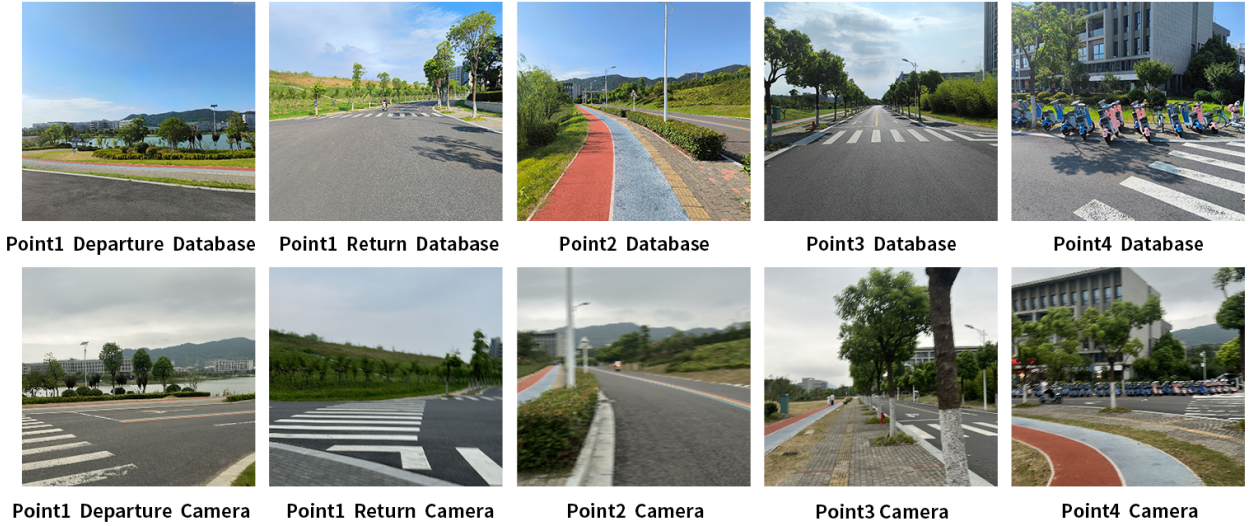 Point1 Departure Database
Point1 Return Database
Point2 Database
Point3 Database
Point4 Database
Point1 Departure Camera
Point1 Return Camera
Point2 Camera
Point3 Camera
Point4 Camera